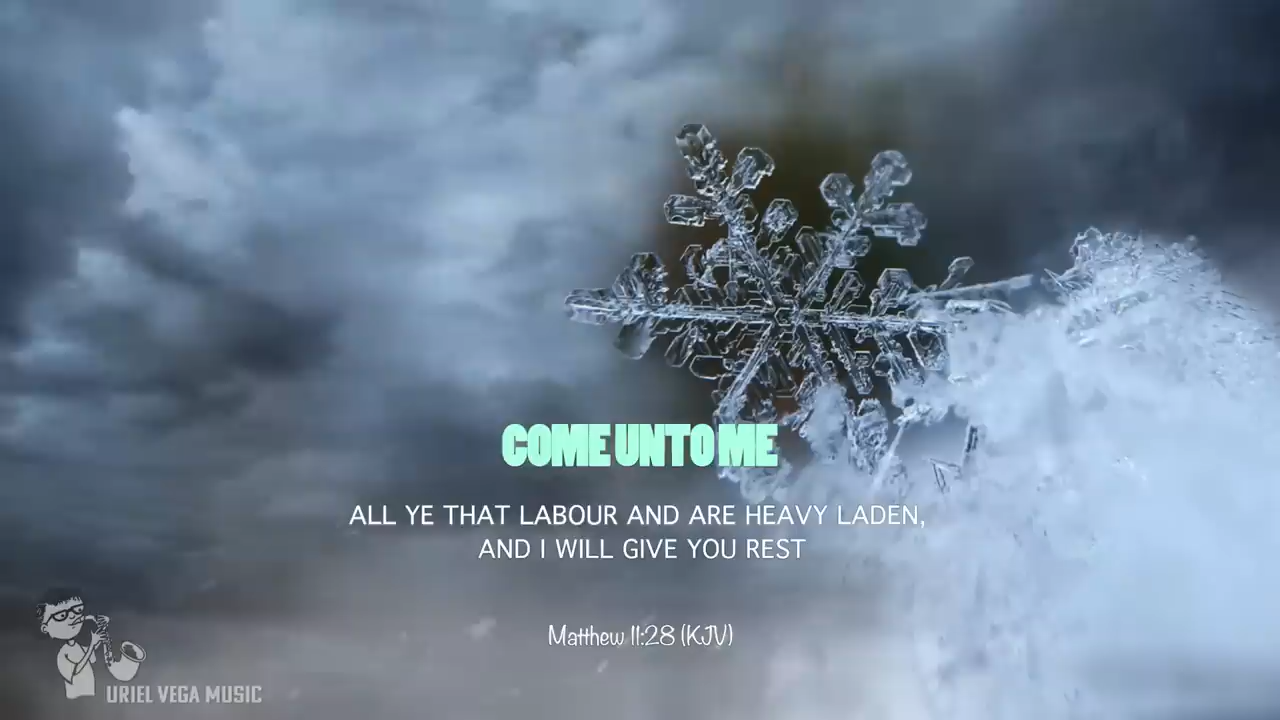 COME UNTO ME
ALL YE THAT LABOUR AND ARE HEAVY LADEN,
AND I WILL GIVE YOU REST
Matthew 11:28 (KJV)
URIEL VEGA MUSIC